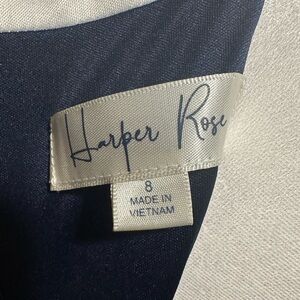 Harper Rose
8
MADE IN
VIETNAM